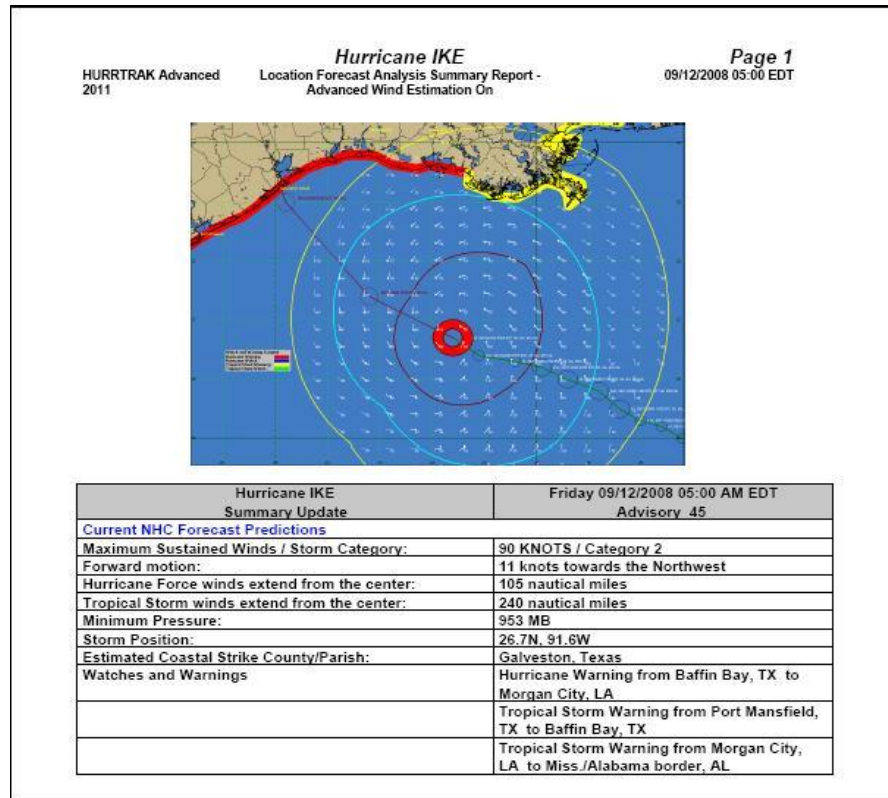 Hurricane IKE
Page 1
HURRTRAK Advanced
2011
Location Forecast Analysis Summary Report -
Advanced Wind Estimation On
09/12/2008 05:00 EDT
Hurricane IKE
Summary Update
Friday 09/12/2008 05:00 AM EDT
Advisory 45
Current NHC Forecast Predictions
Maximum Sustained Winds / Storm Category:
90 KNOTS / Category 2
Forward motion:
11 knots towards the Northwest
Hurricane Force winds extend from the center:
105 nautical miles
Tropical Storm winds extend from the center:
240 nautical miles
Minimum Pressure:
953 MB
Storm Position:
26.7N, 91.6W
Estimated Coastal Strike County/Parish:
Galveston, Texas
Watches and Warnings
Hurricane Warning from Baffin Bay, TX to
Morgan City, LA
Tropical Storm Warning from Port Mansfield,
TX to Baffin Bay, TX
Tropical Storm Warning from Morgan City,
LA to Miss./Alabama border, AL